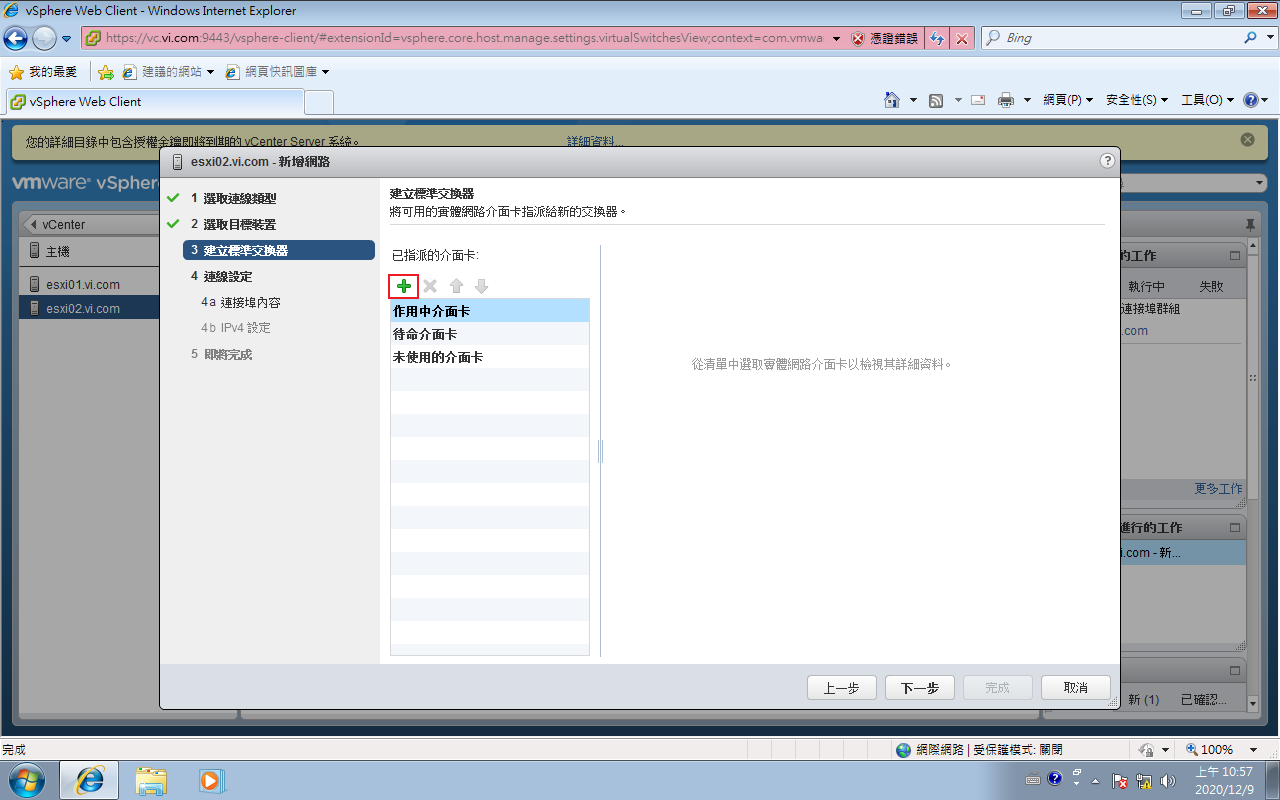 vSphere Web Client - Windows Internet Explorer
https://vc.vi.com:9443/vsphere-client/#extensionId=vsphere.core.host.manage.settings.virtualSwitchesView;context=com.vmwa
憑證錯誤
Bing
我的最愛
建議的網站
網頁快訊圖庫
vSphere Web Client
網頁(P)
安全性(S)
工具(O)
您的詳細目錄中包含授權金鑰即將到期的 vCenter Server 系統。
詳細資料...
vmware® vSpher
esxi02.vi.com - 新增網路
vCenter
主機
esxi01.vi.com
esxi02.vi.com
1 選取連線類型
2 選取目標裝置
3 建立標準交換器
4 連線設定
4a 連接埠內容
4b IPv4 設定
5 即將完成
建立標準交換器
將可用的實體網路介面卡指派給新的交換器。
已指派的介面卡:
作用中介面卡
待命介面卡
未使用的介面卡
從清單中選取實體網路介面卡以檢視其詳細資料。
上一步
下一步
完成
取消
的工作
執行中
失敗
連接埠群組
.com
更多工作
進行的工作
i.com - 新...
新 (1)
已確認...
完成
網際網路 | 受保護模式: 關閉
100%
上午 10:57
2020/12/9